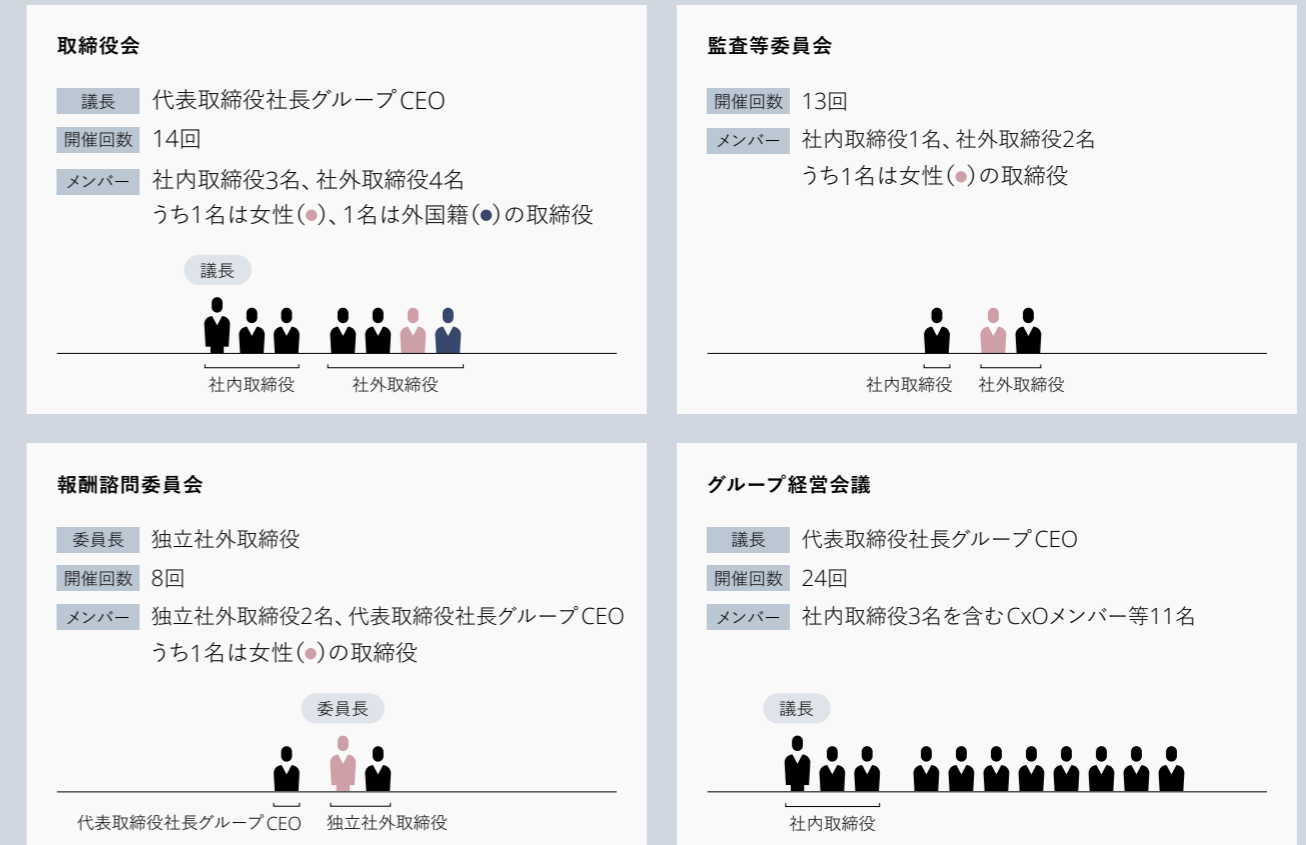 取締役会
議長 代表取締役社長グループCEO
開催回数 14回
メンバー 社内取締役3名、社外取締役4名
うち1名は女性(●)、1名は外国籍(●)の取締役
議長
社内取締役 社外取締役
監査等委員会
開催回数 13回
メンバー 社内取締役1名、社外取締役2名
うち1名は女性(●)の取締役
社内取締役 社外取締役
報酬諮問委員会
委員長 独立社外取締役
開催回数 8回
メンバー 独立社外取締役2名、代表取締役社長グループCEO
うち1名は女性(●)の取締役
委員長
代表取締役社長グループCEO 独立社外取締役
グループ経営会議
議長 代表取締役社長グループCEO
開催回数 24回
メンバー 社内取締役3名を含むCxOメンバー等11名
議長
社内取締役